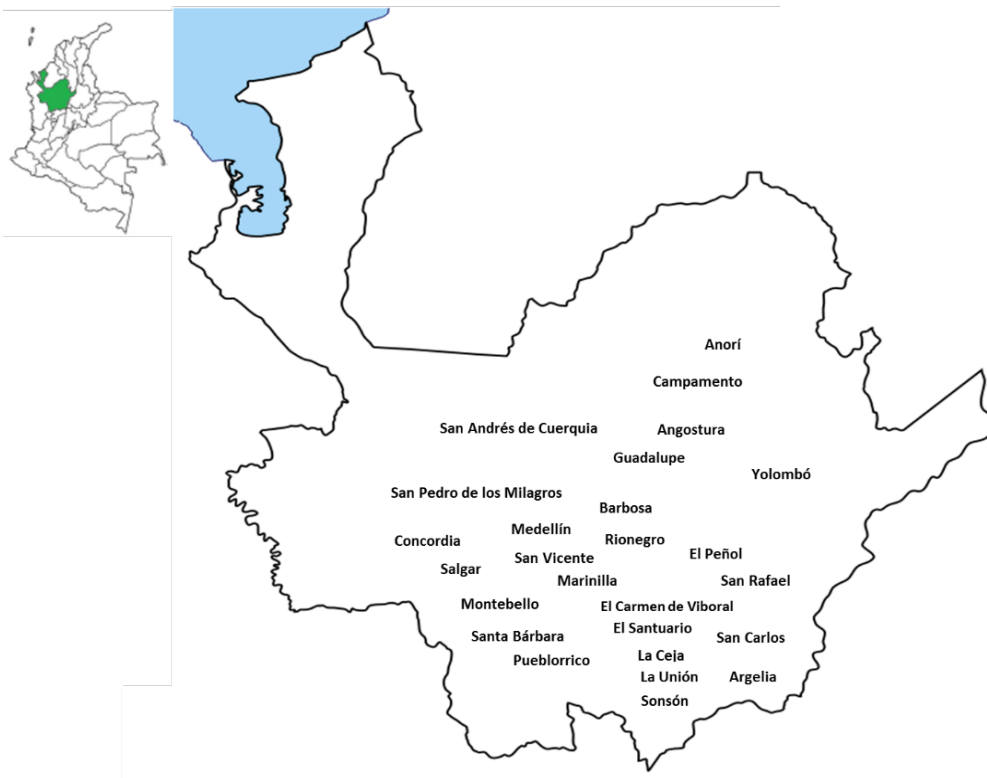 Anorí
Campamento
San Andrés de Cuerquia
Angostura
Guadalupe
Yolombó
San Pedro de los Milagros
Barbosa
Medellín
Concordia
Rionegro
San Vicente
El Peñol
Salgar
Marinilla
San Rafael
Montebello
El Carmen de Viboral
Santa Bárbara
El Santuario
San Carlos
Pueblorrico
La Ceja
La Unión
Argelia
Sonsón